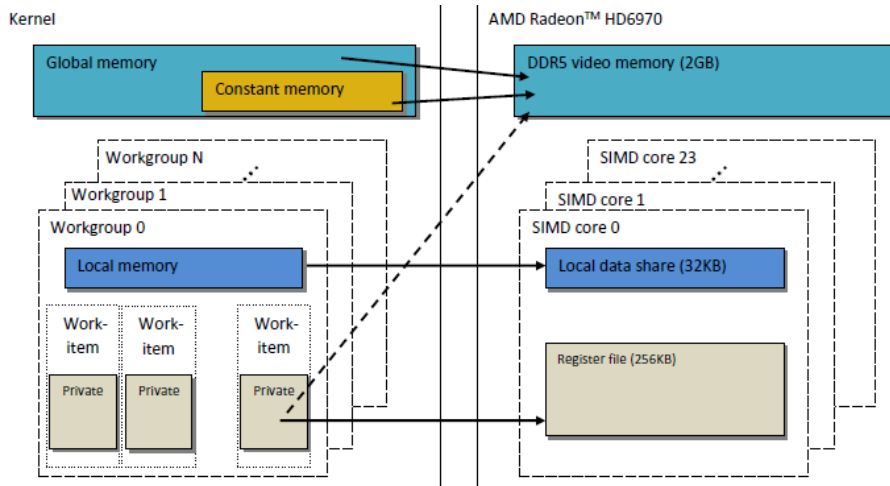 Kernel
AMD Radeon™ HD6970
Global memory
Constant memory
DDR5 video memory (2GB)
Workgroup N
Workgroup 1
Workgroup 0
Local memory
Work-
item
Work-
item
Work-
item
Private
Private
Private
SIMD core 23
SIMD core 1
SIMD core 0
Local data share (32KB)
Register file (256KB)